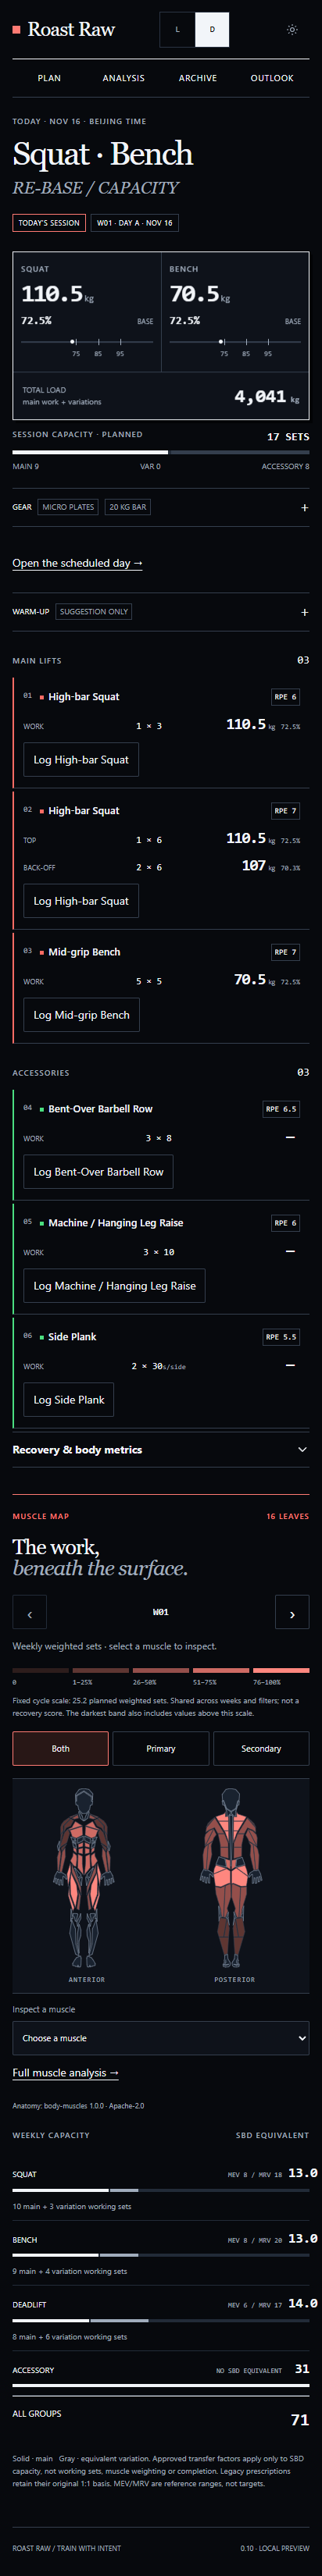 Roast Raw
L D
PLAN ANALYSIS ARCHIVE OUTLOOK
TODAY · NOV 16 · BEIJING TIME
Squat · Bench
RE-BASE / CAPACITY
TODAY'S SESSION W01 · DAY A · NOV 16
SQUAT BENCH
110.5 kg 70.5 kg
72.5% BASE 72.5% BASE
75 85 95 75 85 95
TOTAL LOAD
main work + variations
4,041 kg
SESSION CAPACITY · PLANNED 17 SETS
MAIN 9 VAR 0 ACCESSORY 8
GEAR MICRO PLATES 20 KG BAR +
Open the scheduled day →
WARM-UP SUGGESTION ONLY +
MAIN LIFTS 03
01 High-bar Squat RPE 6
WORK 1 × 3 110.5 kg 72.5%
Log High-bar Squat
02 High-bar Squat RPE 7
TOP 1 × 6 110.5 kg 72.5%
BACK-OFF 2 × 6 107 kg 70.3%
Log High-bar Squat
03 Mid-grip Bench RPE 7
WORK 5 × 5 70.5 kg 72.5%
Log Mid-grip Bench
ACCESSORIES 03
04 Bent-Over Barbell Row RPE 6.5
WORK 3 × 8 —
Log Bent-Over Barbell Row
05 Machine / Hanging Leg Raise RPE 6
WORK 3 × 10 —
Log Machine / Hanging Leg Raise
06 Side Plank RPE 5.5
WORK 2 × 30s/side —
Log Side Plank
Recovery & body metrics
MUSCLE MAP 16 LEAVES
The work,
beneath the surface.
‹ W01 ›
Weekly weighted sets · select a muscle to inspect.
0 1–25% 26–50% 51–75% 76–100%
Fixed cycle scale: 25.2 planned weighted sets. Shared across weeks and filters; not a
recovery score. The darkest band also includes values above this scale.
Both Primary Secondary
ANTERIOR POSTERIOR
Inspect a muscle
Choose a muscle
Full muscle analysis →
Anatomy: body-muscles 1.0.0 · Apache-2.0
WEEKLY CAPACITY SBD EQUIVALENT
SQUAT MEV 8 / MRV 18 13.0
10 main + 3 variation working sets
BENCH MEV 8 / MRV 20 13.0
9 main + 4 variation working sets
DEADLIFT MEV 6 / MRV 17 14.0
8 main + 6 variation working sets
ACCESSORY NO SBD EQUIVALENT 31
ALL GROUPS 71
Solid · main Gray · equivalent variation. Approved transfer factors apply only to SBD
capacity, not working sets, muscle weighting or completion. Legacy prescriptions
retain their original 1:1 basis. MEV/MRV are reference ranges, not targets.
ROAST RAW / TRAIN WITH INTENT 0.10 · LOCAL PREVIEW